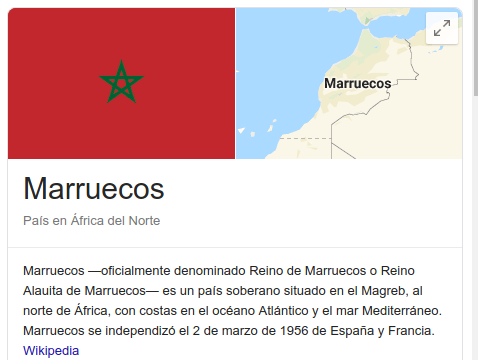 Marruecos
Marruecos
País en África del Norte
Marruecos —oficialmente denominado Reino de Marruecos o Reino
Alauita de Marruecos— es un país soberano situado en el Magreb, al
norte de África, con costas en el océano Atlántico y el mar Mediterráneo.
Marruecos se independizó el 2 de marzo de 1956 de España y Francia.
Wikipedia